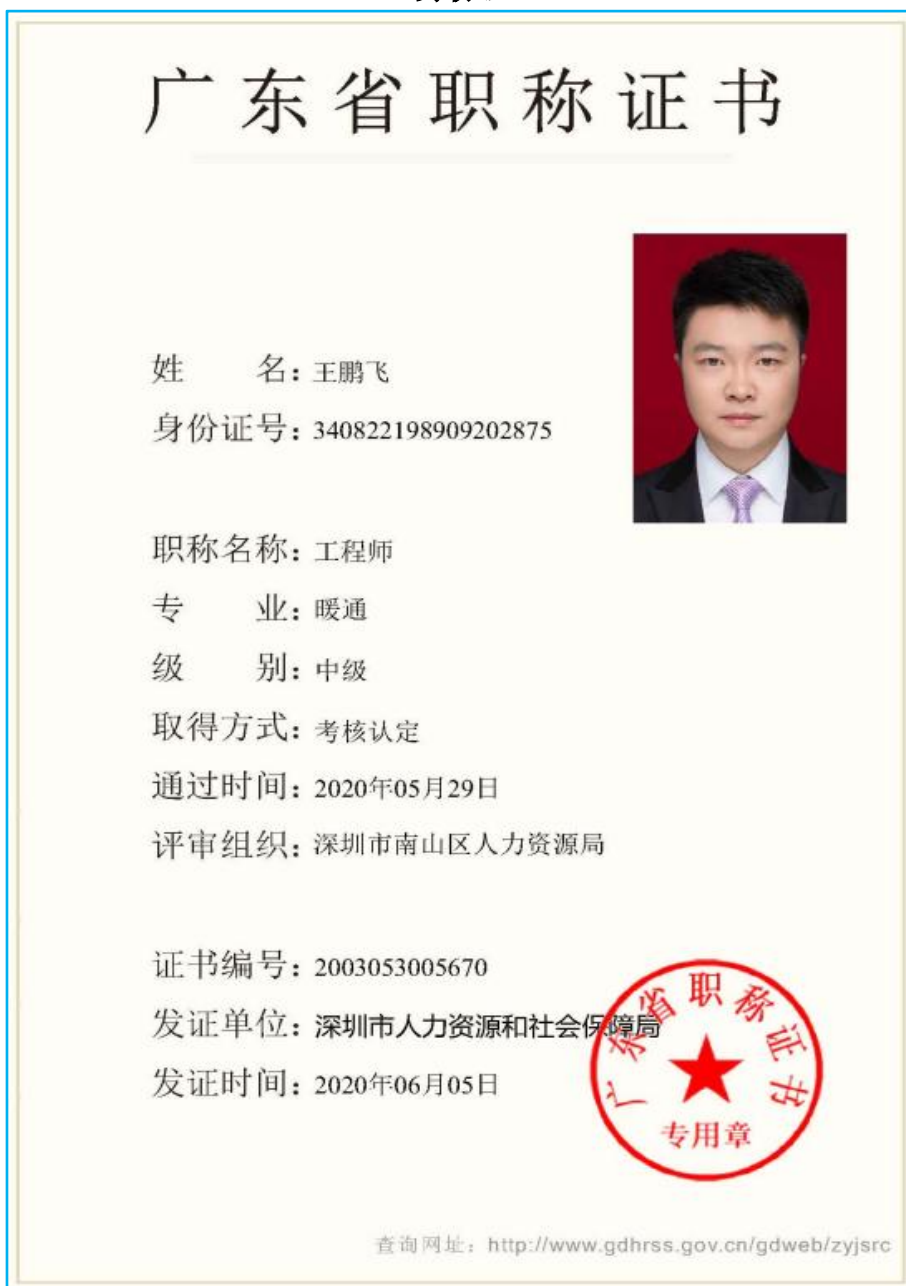 广东省职称证书
姓 名：王鹏飞
身份证号：340822198909202875
职称名称：工程师
专 业：暖通
级 别：中级
取得方式：考核认定
通过时间：2020年05月29日
评审组织：深圳市南山区人力资源局
证书编号：2003053005670
发证单位：深圳市人力资源和社会保障局
发证时间：2020年06月05日
广东省职称证书
专用章
查询网址：http://www.gdhrss.gov.cn/gdweb/zyjsrc